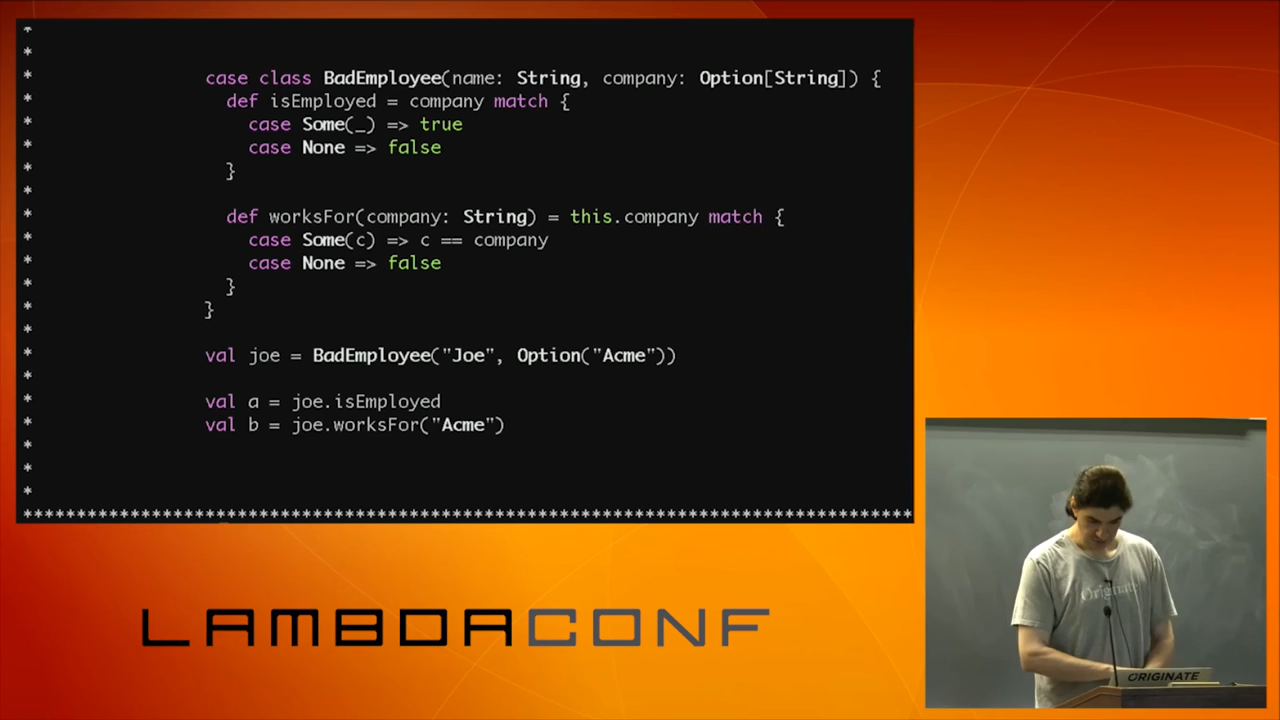 *
*
* case class BadEmployee(name: String, company: Option[String]) {
* def isEmployed = company match {
* case Some(_) => true
* case None => false
* }
*
* def worksFor(company: String) = this.company match {
* case Some(c) => c == company
* case None => false
* }
* }
*
* val joe = BadEmployee("Joe", Option("Acme"))
*
* val a = joe.isEmployed
* val b = joe.worksFor("Acme")
*
*
*
***********************************************************************************
LAMBDACONF
Originate
ORIGINATE